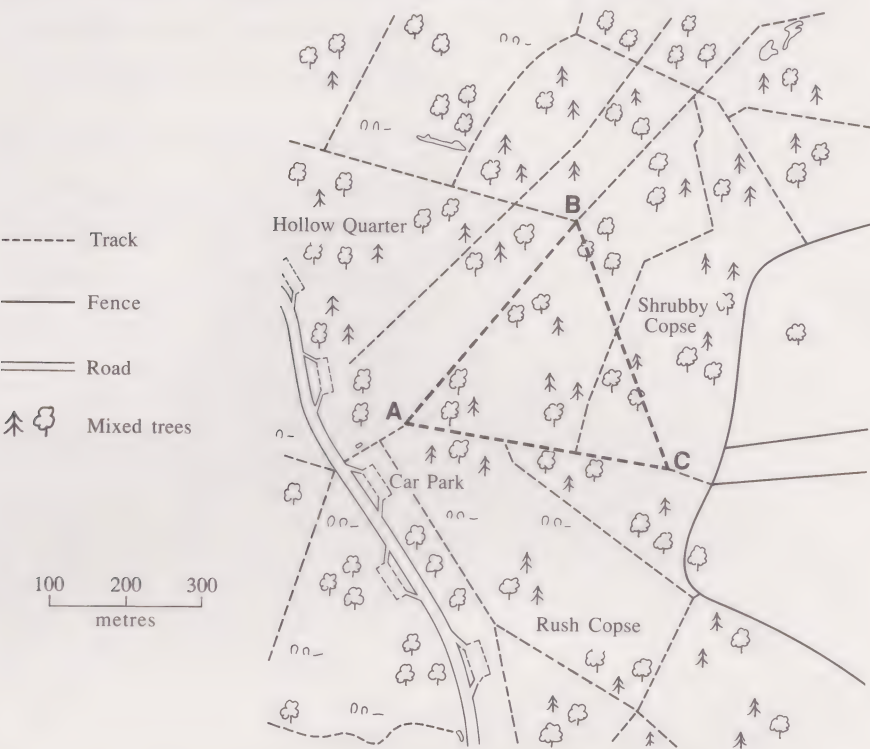 Track
Fence
Road
Mixed trees
100 200 300
metres
Hollow Quarter
B
Shrubby
Copse
A
C
Car Park
Rush Copse